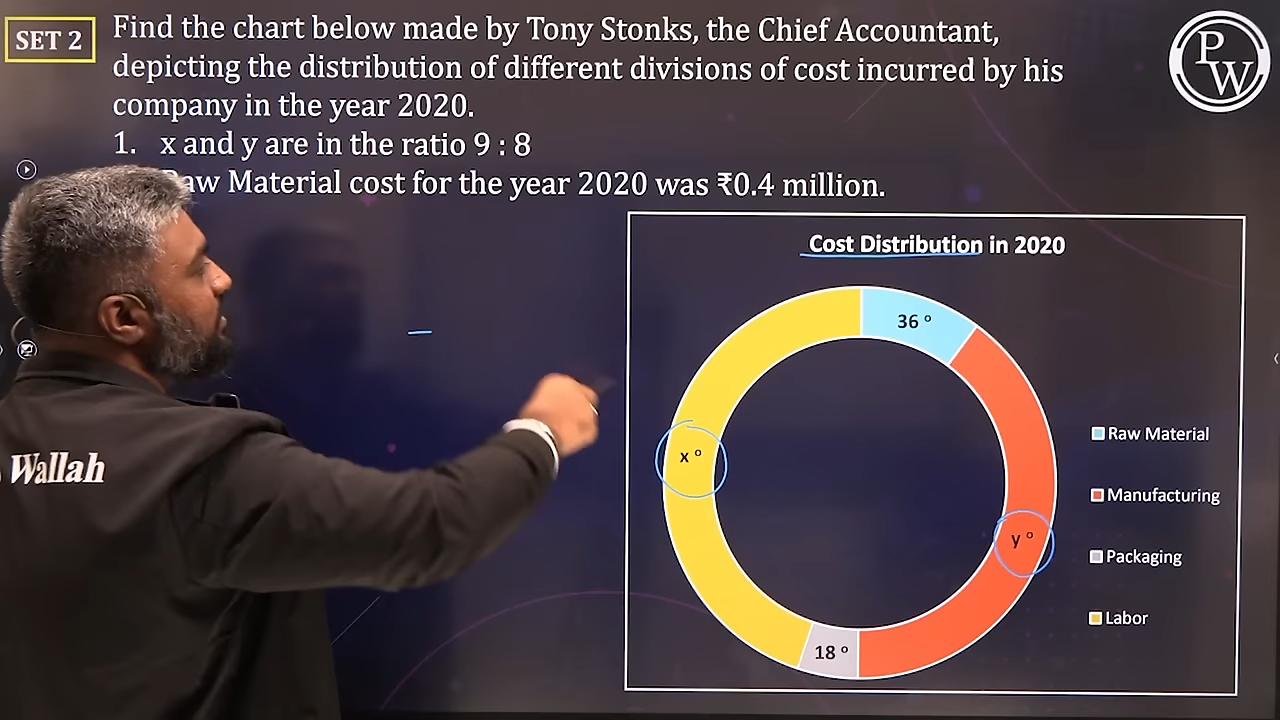 SET 2
Find the chart below made by Tony Stonks, the Chief Accountant,
depicting the distribution of different divisions of cost incurred by his
company in the year 2020.
1. x and y are in the ratio 9 : 8
Raw Material cost for the year 2020 was ₹0.4 million.
PW
Cost Distribution in 2020
36 º
x º
y º
18 º
Raw Material
Manufacturing
Packaging
Labor
Wallah